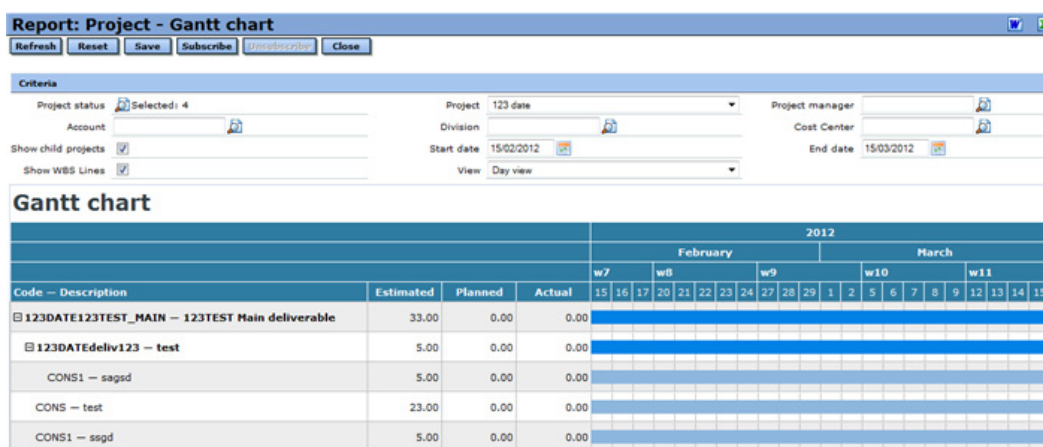 Report: Project - Gantt chart
Refresh Reset Save Subscribe Unsubscribe Close
Criteria
Project status Selected: 4 Project 123 date Project manager
Account Division Cost Center
Show child projects Start date 15/02/2012 End date 15/03/2012
Show WBS Lines View Day view
Gantt chart
2012
February March
w7 w8 w9 w10 w11
Code — Description Estimated Planned Actual 15 16 17 20 21 22 23 24 27 28 29 1 2 5 6 7 8 9 12 13 14 15
123DATE123TEST_MAIN — 123TEST Main deliverable 33.00 0.00 0.00
123DATEdeliv123 — test 5.00 0.00 0.00
CONS1 — sagsd 5.00 0.00 0.00
CONS — test 23.00 0.00 0.00
CONS1 — ssgd 5.00 0.00 0.00